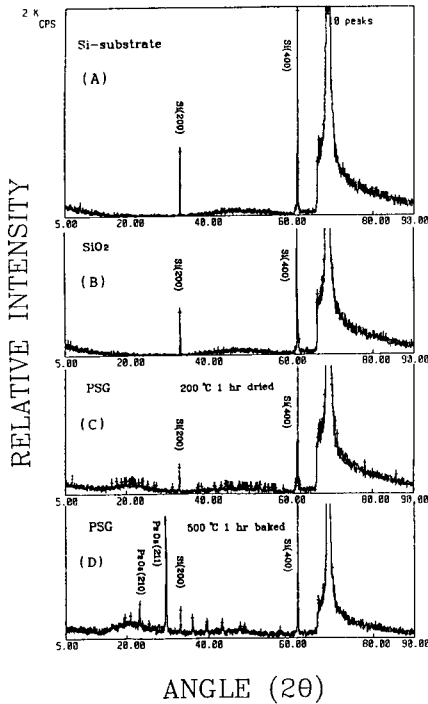 2 K
CPS
0 peaks
Si-substrate
(A)
Si(200)
Si(400)
5.00 20.00 40.00 60.00 80.00 90.00
SiO2
(B)
Si(200)
Si(400)
5.00 20.00 40.00 60.00 80.00 90.00
PSG 200 °C 1 hr dried
(C)
Si(200)
Si(400)
5.00 20.00 40.00 60.00 80.00 90.00
PSG 500 °C 1 hr baked
(D)
P2O5(210)
P2O5(211)
Si(200)
Si(400)
5.00 20.00 40.00 60.00 80.00 90.00
RELATIVE INTENSITY
ANGLE (2θ)